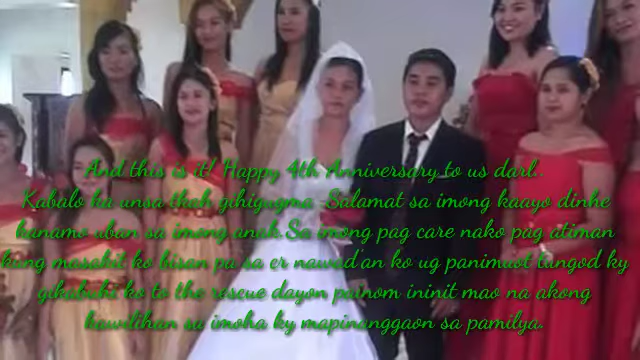 And this is it! Happy 4th Anniversary to us darl..
Kabalo ka unsa tkah gihigugma. Salamat sa imong kaayo dinhe
kanamo uban sa imong anak.Sa imong pag care nako pag atiman
kung masakit ko bisan pa sa er nawad'an ko ug panimuot tungod ky
gikabuhi ko to the rescue dayon painom ininit mao na akong
kawilihan sa imoha ky mapinanggaon sa pamilya.